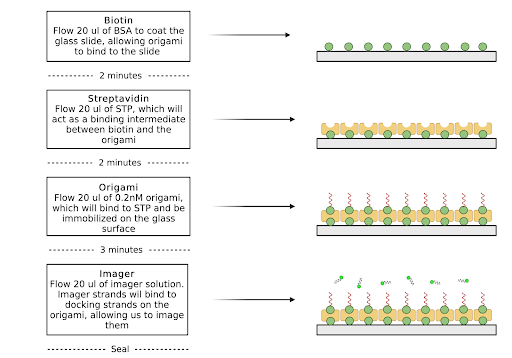 Biotin
Flow 20 ul of BSA to coat the
glass slide, allowing origami
to bind to the slide
2 minutes
Streptavidin
Flow 20 ul of STP, which will
act as a binding intermediate
between biotin and the
origami
2 minutes
Origami
Flow 20 ul of 0.2nM origami,
which will bind to STP and be
immobilized on the glass
surface
3 minutes
Imager
Flow 20 ul of imager solution.
Imager strands wil bind to
docking strands on the
origami, allowing us to image
them
Seal